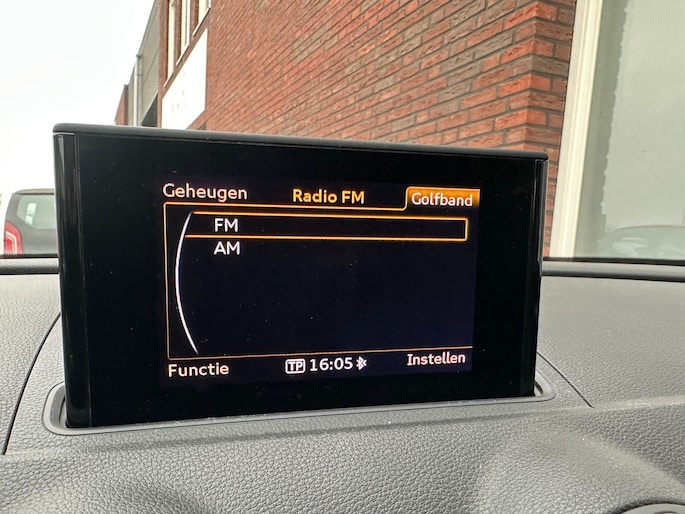 Geheugen
Radio FM
Golfband
FM
AM
Functie
TP 16:05
Instellen